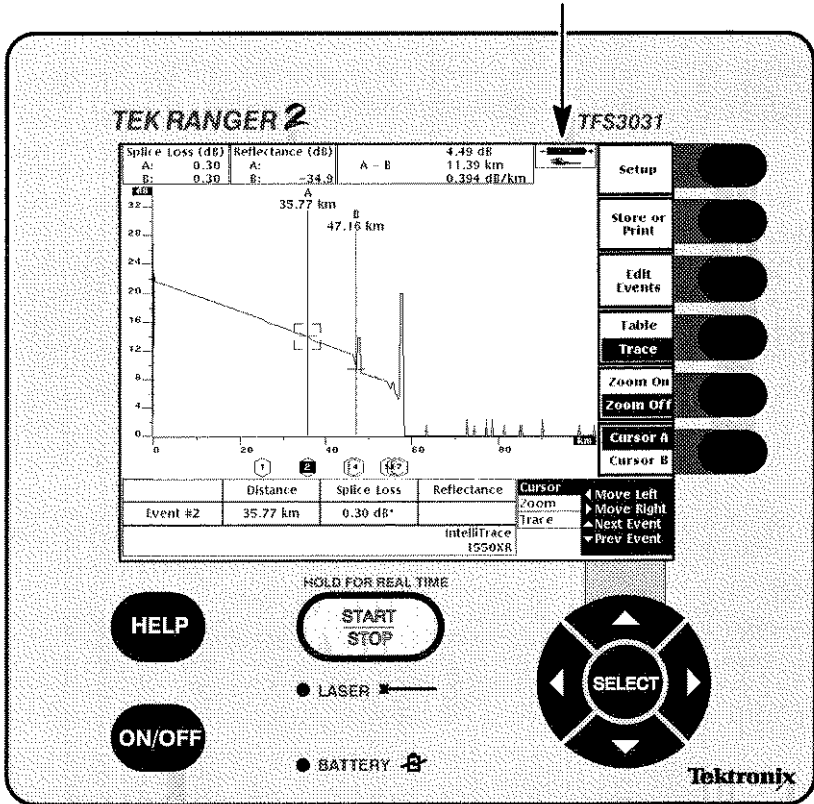 TEK RANGER 2
TFS3031
Splice Loss (dB)
A: 0.30
B: 0.30
Reflectance (dB)
A:
B: -34.9
A - B
4.49 dB
11.39 km
0.394 dB/km
- +
dB
32
28
24
20
16
12
8
4
0.
A
35.77 km
B
47.16 km
0 20 40 60 80 km
1 2 4 7
Setup
Store or
Print
Edit
Events
Table
Trace
Zoom On
Zoom Off
Cursor A
Cursor B
Distance Splice Loss Reflectance
Event #2 35.77 km 0.30 dB*
IntelliTrace
1550XR
Cursor
Zoom
Trace
Move Left
Move Right
Next Event
Prev Event
HELP
HOLD FOR REAL TIME
START
STOP
LASER
ON/OFF
BATTERY
SELECT
Tektronix